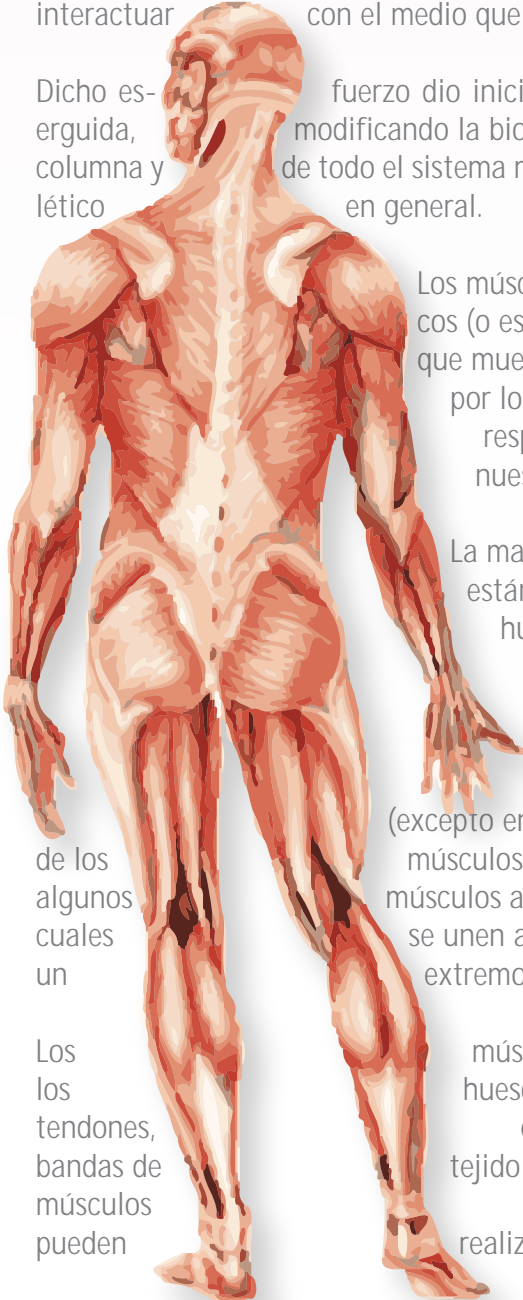 interactuar con el medio que
Dicho es- fuerzo dio inici
erguida, modificando la bio
columna y de todo el sistema
lético en general.
Los músc
cos (o es
que mue
por lo
resp
nues
La ma
están
hu
(excepto en
de los músculos
algunos músculos a
cuales se unen a
un extremo
Los mús
los hueso
tendones,
bandas de tejido
músculos
pueden realiz